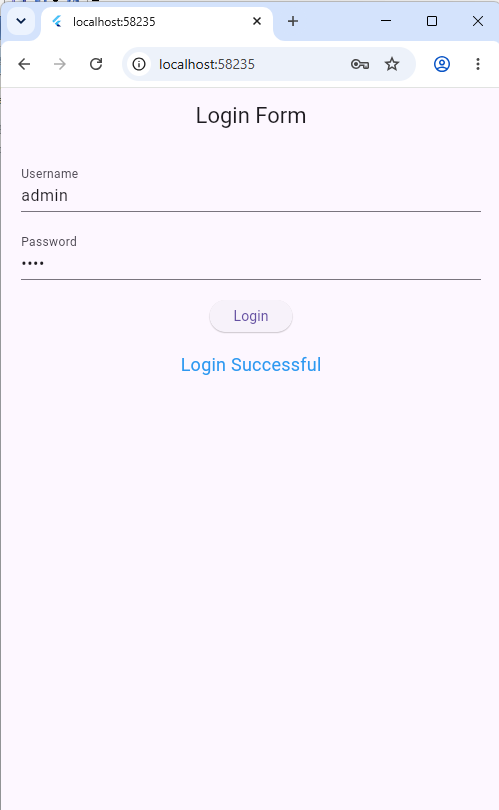 localhost:58235
localhost:58235
Login Form
Username
admin
Password
••••
Login
Login Successful